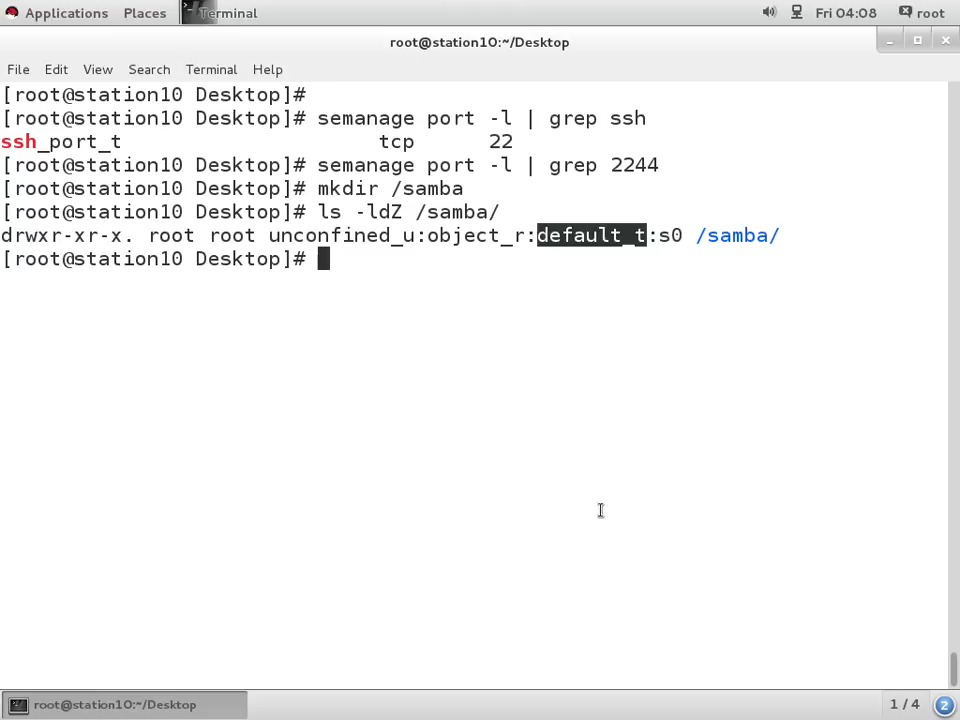 Applications Places Terminal Fri 04:08 root
root@station10:~/Desktop
File Edit View Search Terminal Help
[root@station10 Desktop]#
[root@station10 Desktop]# semanage port -l | grep ssh
ssh_port_t tcp 22
[root@station10 Desktop]# semanage port -l | grep 2244
[root@station10 Desktop]# mkdir /samba
[root@station10 Desktop]# ls -ldZ /samba/
drwxr-xr-x. root root unconfined_u:object_r:default_t:s0 /samba/
[root@station10 Desktop]#
root@station10:~/Desktop 1 / 4 2